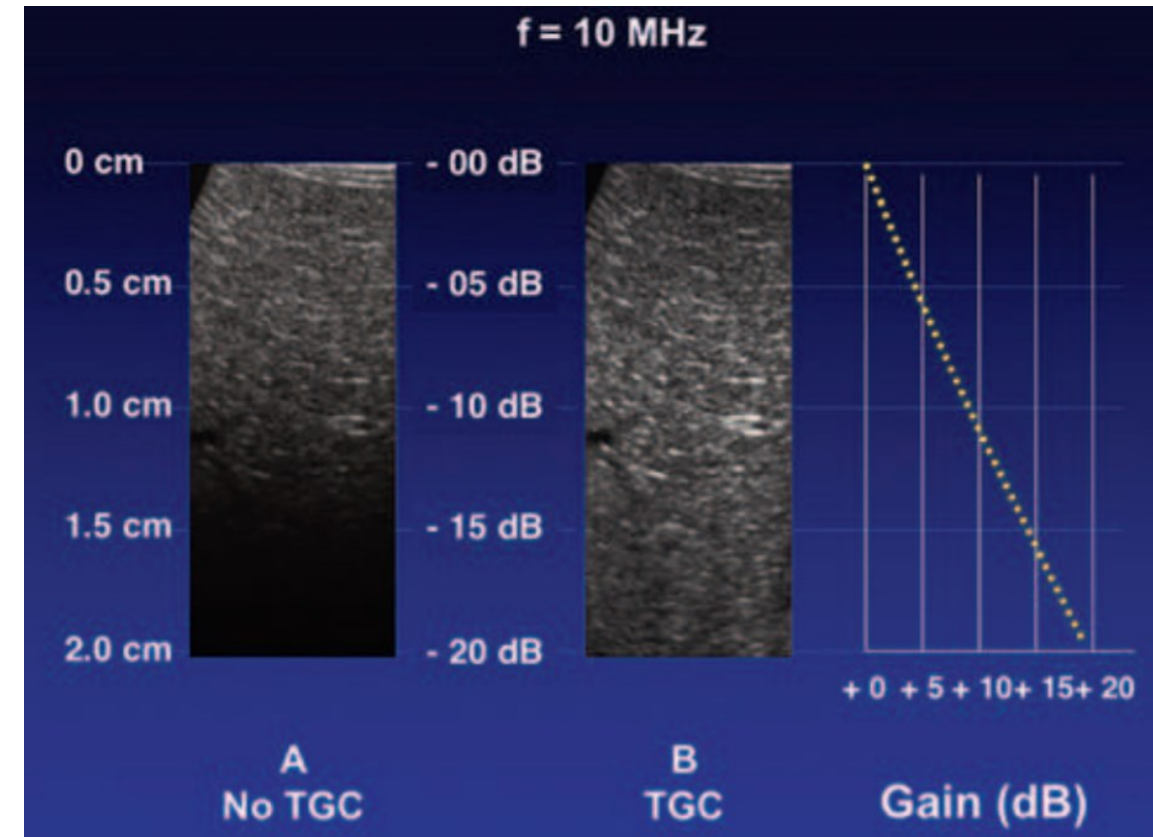 f = 10 MHz
0 cm - 00 dB
0.5 cm - 05 dB
1.0 cm - 10 dB
1.5 cm - 15 dB
2.0 cm - 20 dB
+ 0 + 5 + 10+ 15+ 20
A B
No TGC TGC Gain (dB)